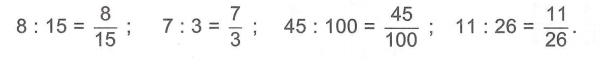 8 : 15 = 8/15 ; 7 : 3 = 7/3 ; 45 : 100 = 45/100 ; 11 : 26 = 11/26 .